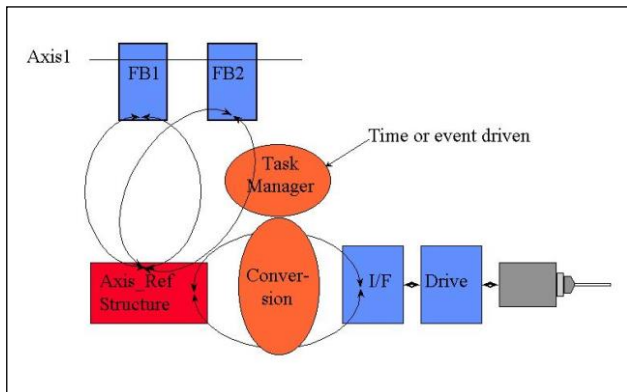 Axis1
FB1
FB2
Time or event driven
Task
Manager
Axis_Ref
Structure
Conver-
sion
I/F
Drive